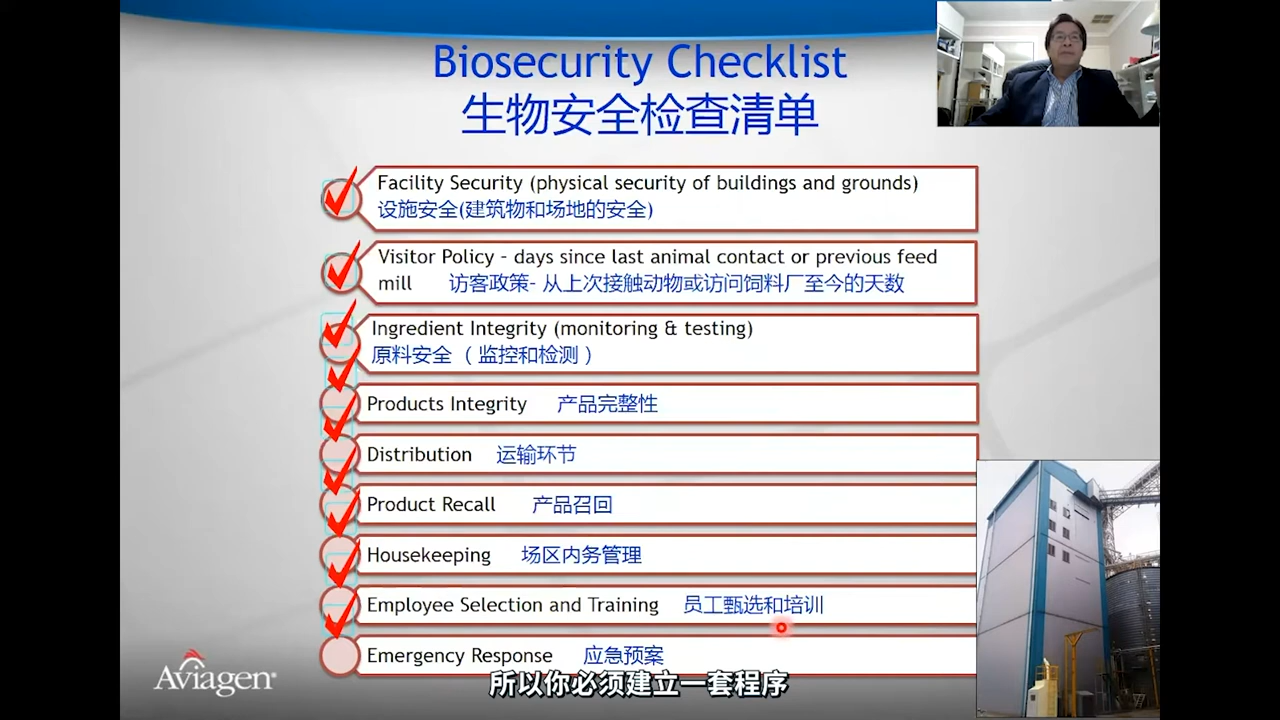 Biosecurity Checklist
生物安全检查清单
Facility Security (physical security of buildings and grounds)
设施安全(建筑物和场地的安全)
Visitor Policy – days since last animal contact or previous feed
mill 访客政策- 从上次接触动物或访问饲料厂至今的天数
Ingredient Integrity (monitoring & testing)
原料安全 （监控和检测）
Products Integrity 产品完整性
Distribution 运输环节
Product Recall 产品召回
Housekeeping 场区内务管理
Employee Selection and Training 员工甄选和培训
Emergency Response 应急预案
Aviagen
所以你必须建立一套程序